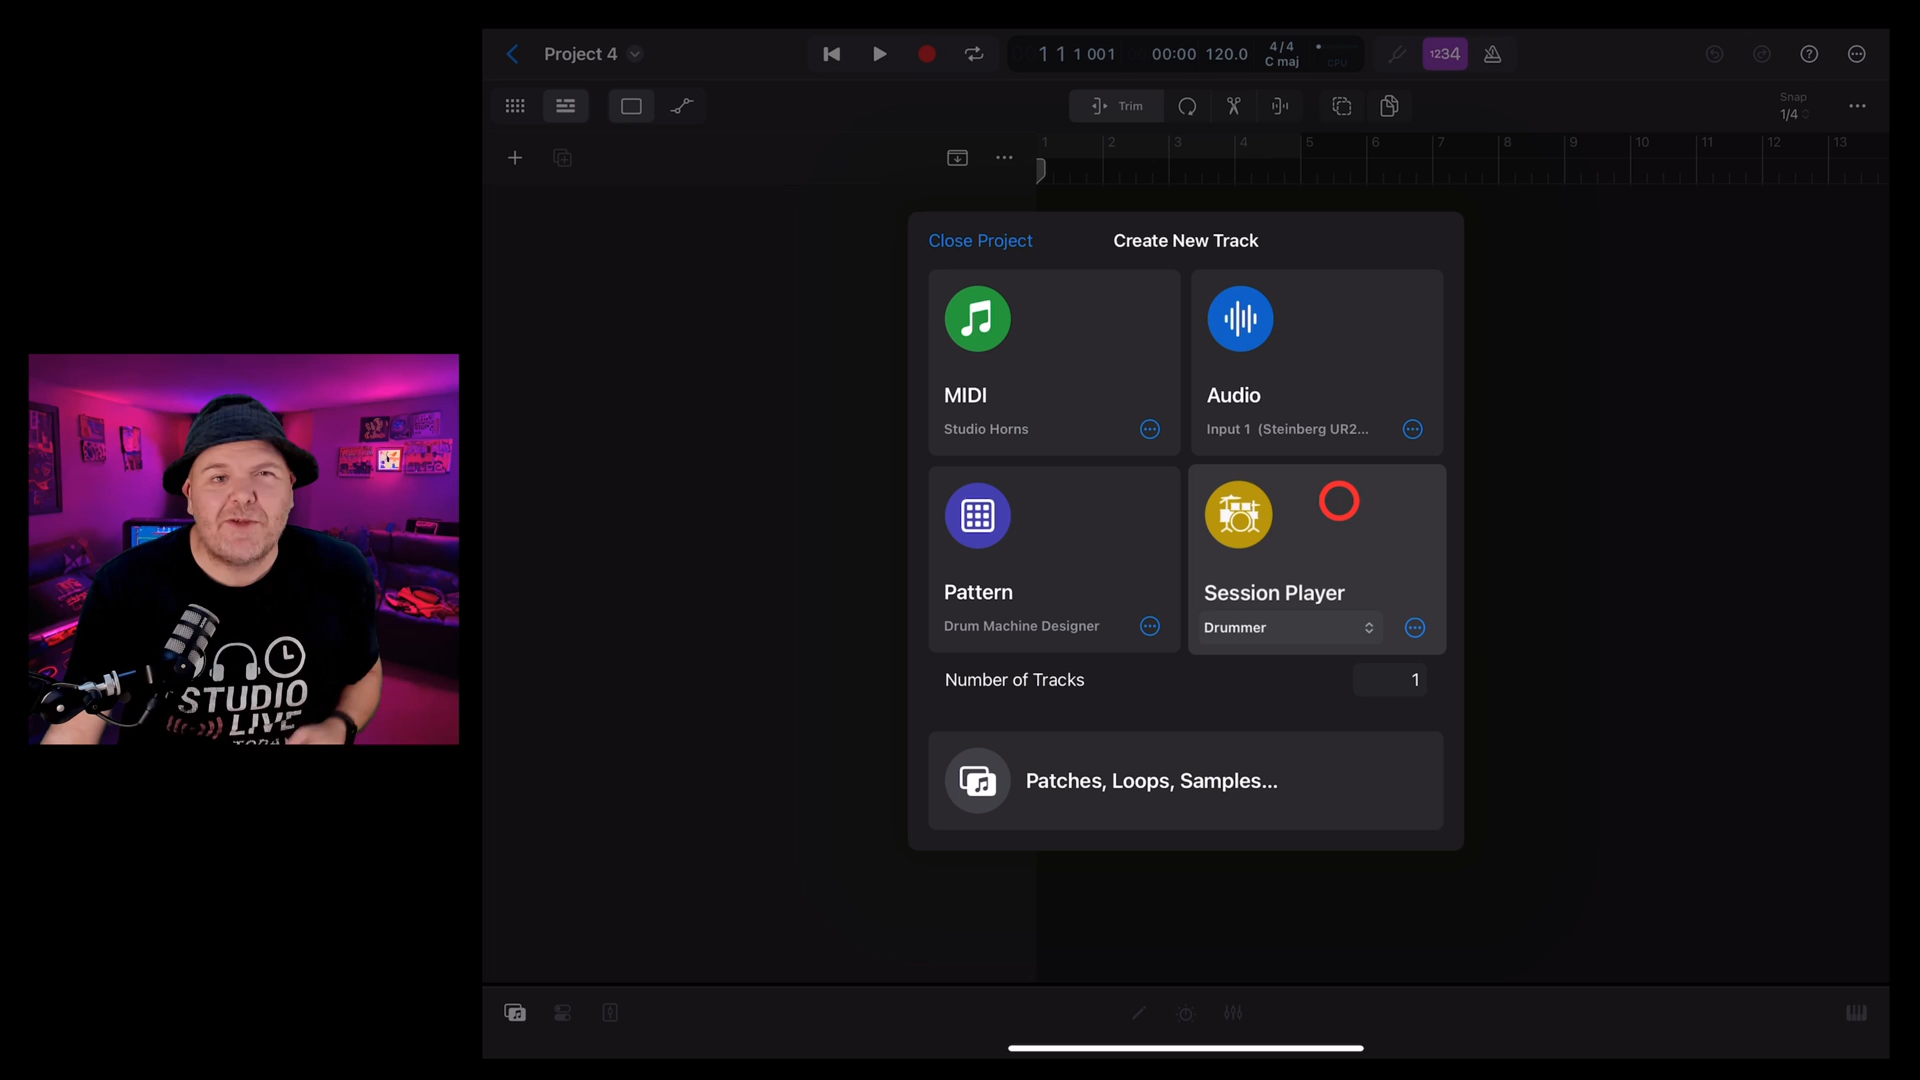 Project 4
1 1 1 001
00:00
120.0
4/4
C maj
CPU
1234
Trim
Snap
1/4
1
2
3
4
5
6
7
8
9
10
11
12
13
Close Project
Create New Track
MIDI
Studio Horns
Audio
Input 1 (Steinberg UR2...
Pattern
Drum Machine Designer
Session Player
Drummer
Number of Tracks
1
Patches, Loops, Samples...
STUDIO
LIVE